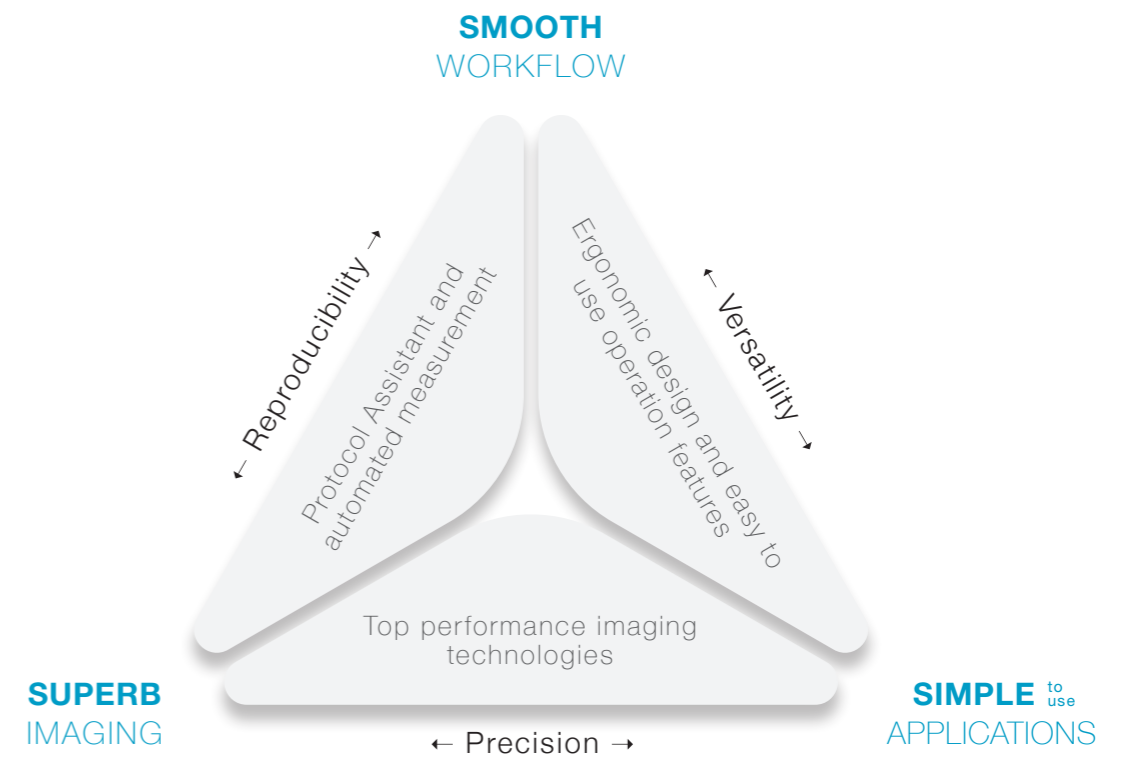 SMOOTH
WORKFLOW
← Reproducibility →
Protocol Assistant and
automated measurement
Ergonomic design and easy to
use operation features
← Versatility →
Top performance imaging
technologies
SUPERB
IMAGING
← Precision →
SIMPLE to use
APPLICATIONS